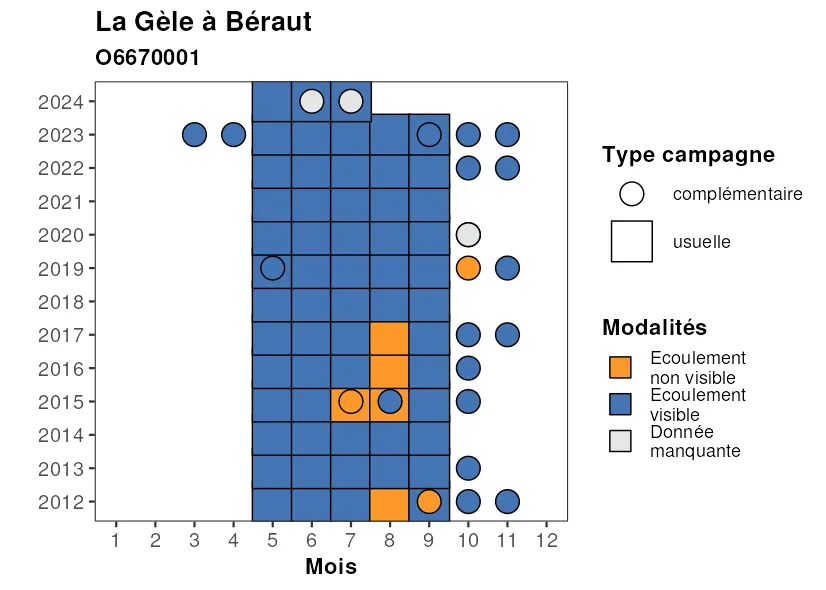 La Gèle à Béraut
O6670001
2024
2023
2022
2021
2020
2019
2018
2017
2016
2015
2014
2013
2012
1 2 3 4 5 6 7 8 9 10 11 12
Mois
Type campagne
complémentaire
usuelle
Modalités
Ecoulement
non visible
Ecoulement
visible
Donnée
manquante